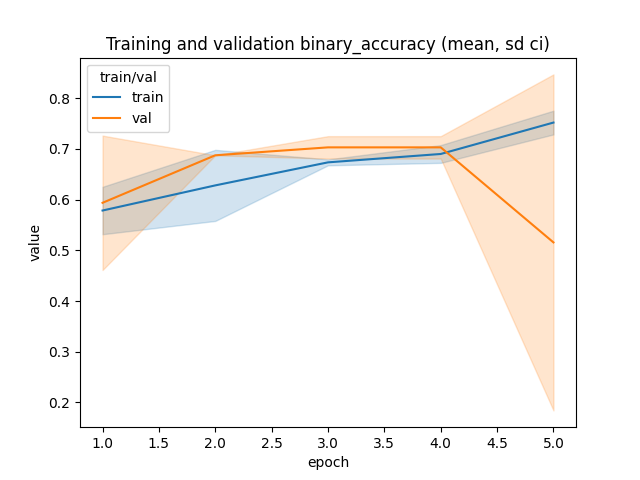 Training and validation binary_accuracy (mean, sd ci)
train/val
train
val
0.8
0.7
0.6
0.5
0.4
0.3
0.2
value
1.0 1.5 2.0 2.5 3.0 3.5 4.0 4.5 5.0
epoch